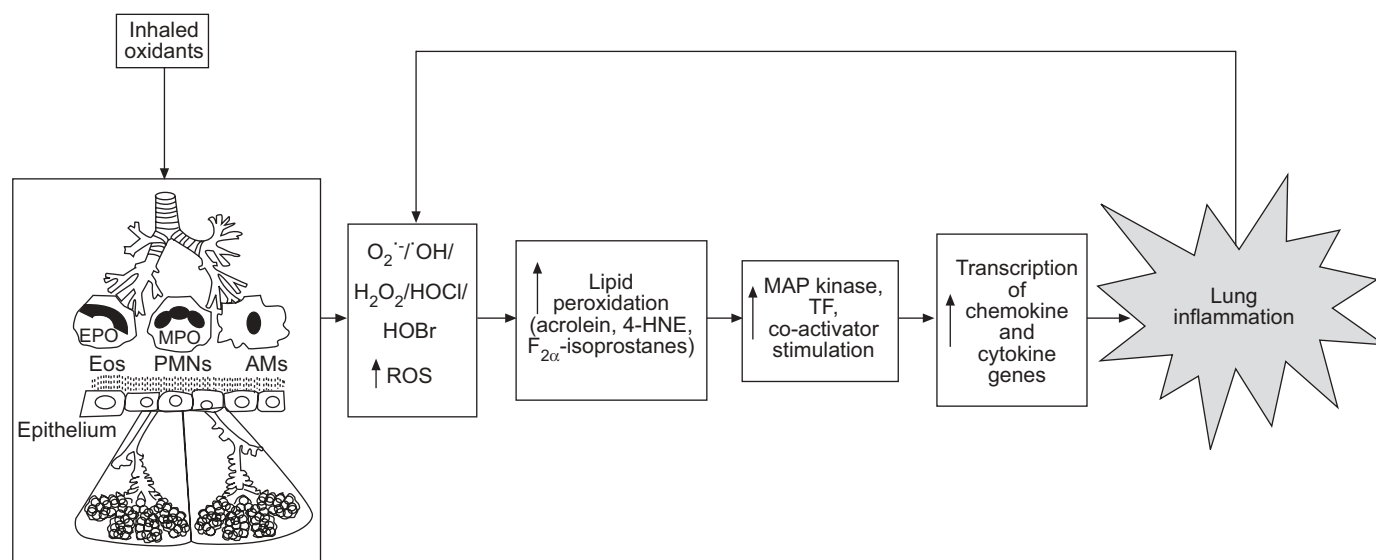 Inhaled
oxidants
EPO
MPO
Eos
PMNs
AMs
Epithelium
O₂˙⁻/˙OH/
H₂O₂/HOCl/
HOBr
↑ ROS
↑ Lipid
peroxidation
(acrolein, 4-HNE,
F₂α-isoprostanes)
↑ MAP kinase,
TF,
co-activator
stimulation
↑ Transcription
of
chemokine
and
cytokine
genes
Lung
inflammation